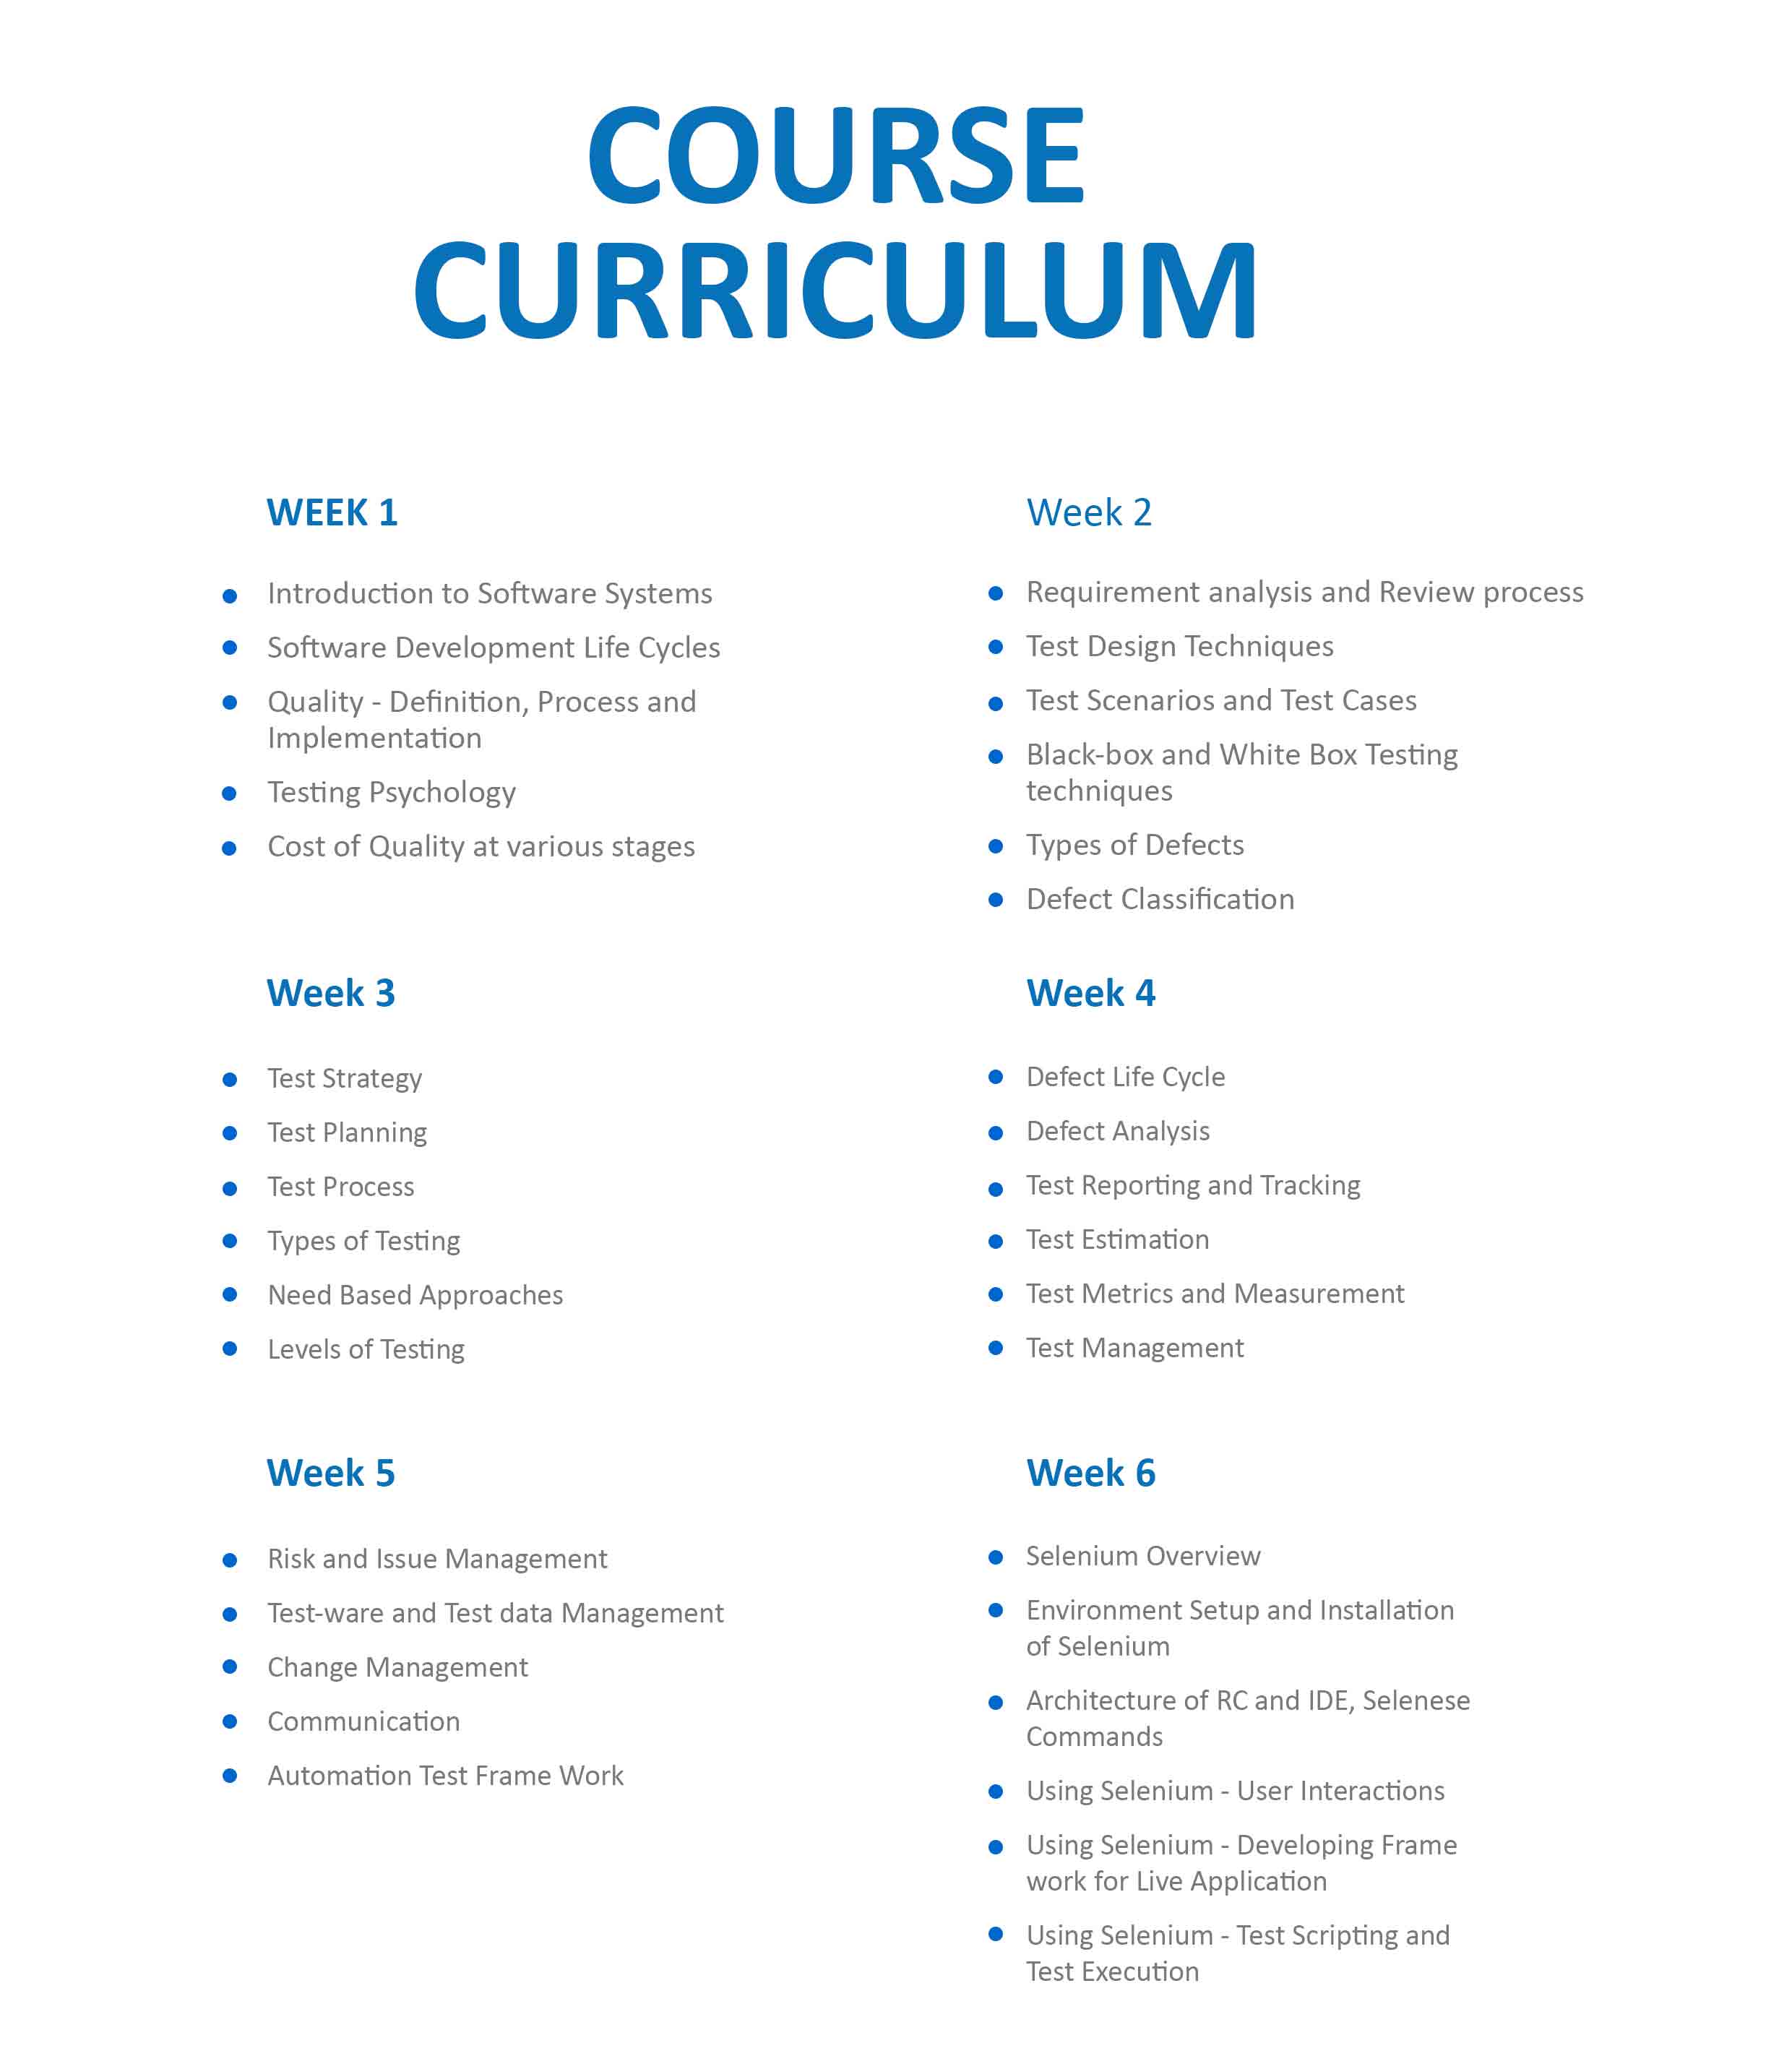 COURSE
CURRICULUM
WEEK 1
Introduction to Software Systems
Software Development Life Cycles
Quality - Definition, Process and
Implementation
Testing Psychology
Cost of Quality at various stages
Week 2
Requirement analysis and Review process
Test Design Techniques
Test Scenarios and Test Cases
Black-box and White Box Testing
techniques
Types of Defects
Defect Classification
Week 3
Test Strategy
Test Planning
Test Process
Types of Testing
Need Based Approaches
Levels of Testing
Week 4
Defect Life Cycle
Defect Analysis
Test Reporting and Tracking
Test Estimation
Test Metrics and Measurement
Test Management
Week 5
Risk and Issue Management
Test-ware and Test data Management
Change Management
Communication
Automation Test Frame Work
Week 6
Selenium Overview
Environment Setup and Installation
of Selenium
Architecture of RC and IDE, Selenese
Commands
Using Selenium - User Interactions
Using Selenium - Developing Frame
work for Live Application
Using Selenium - Test Scripting and
Test Execution